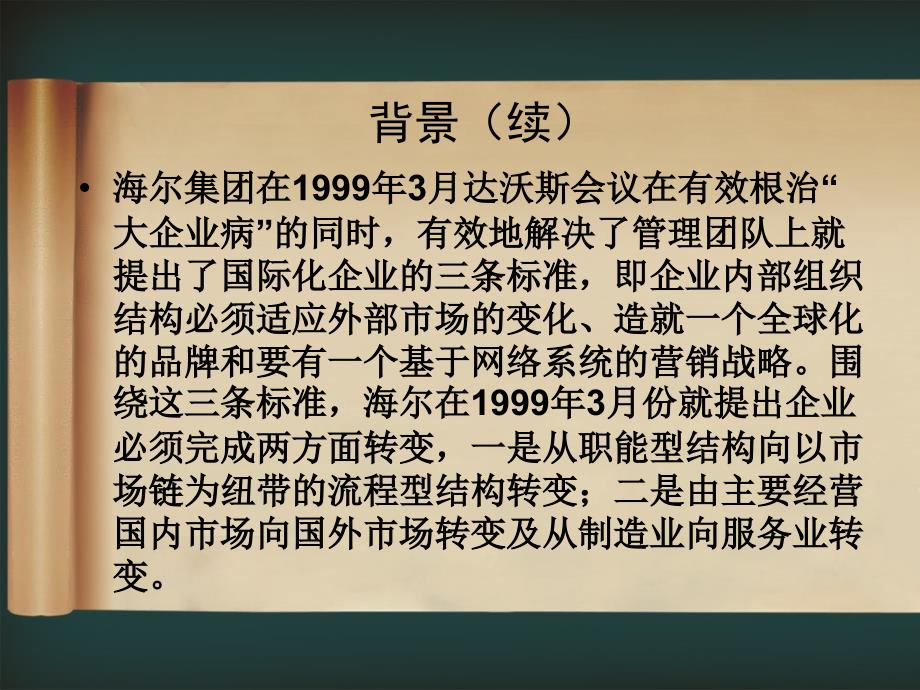 背景（续）
• 海尔集团在1999年3月达沃斯会议在有效根治“
大企业病”的同时，有效地解决了管理团队上就
提出了国际化企业的三条标准，即企业内部组织
结构必须适应外部市场的变化、造就一个全球化
的品牌和要有一个基于网络系统的营销战略。围
绕这三条标准，海尔在1999年3月份就提出企业
必须完成两方面转变，一是从职能型结构向以市
场链为纽带的流程型结构转变；二是由主要经营
国内市场向国外市场转变及从制造业向服务业转
变。